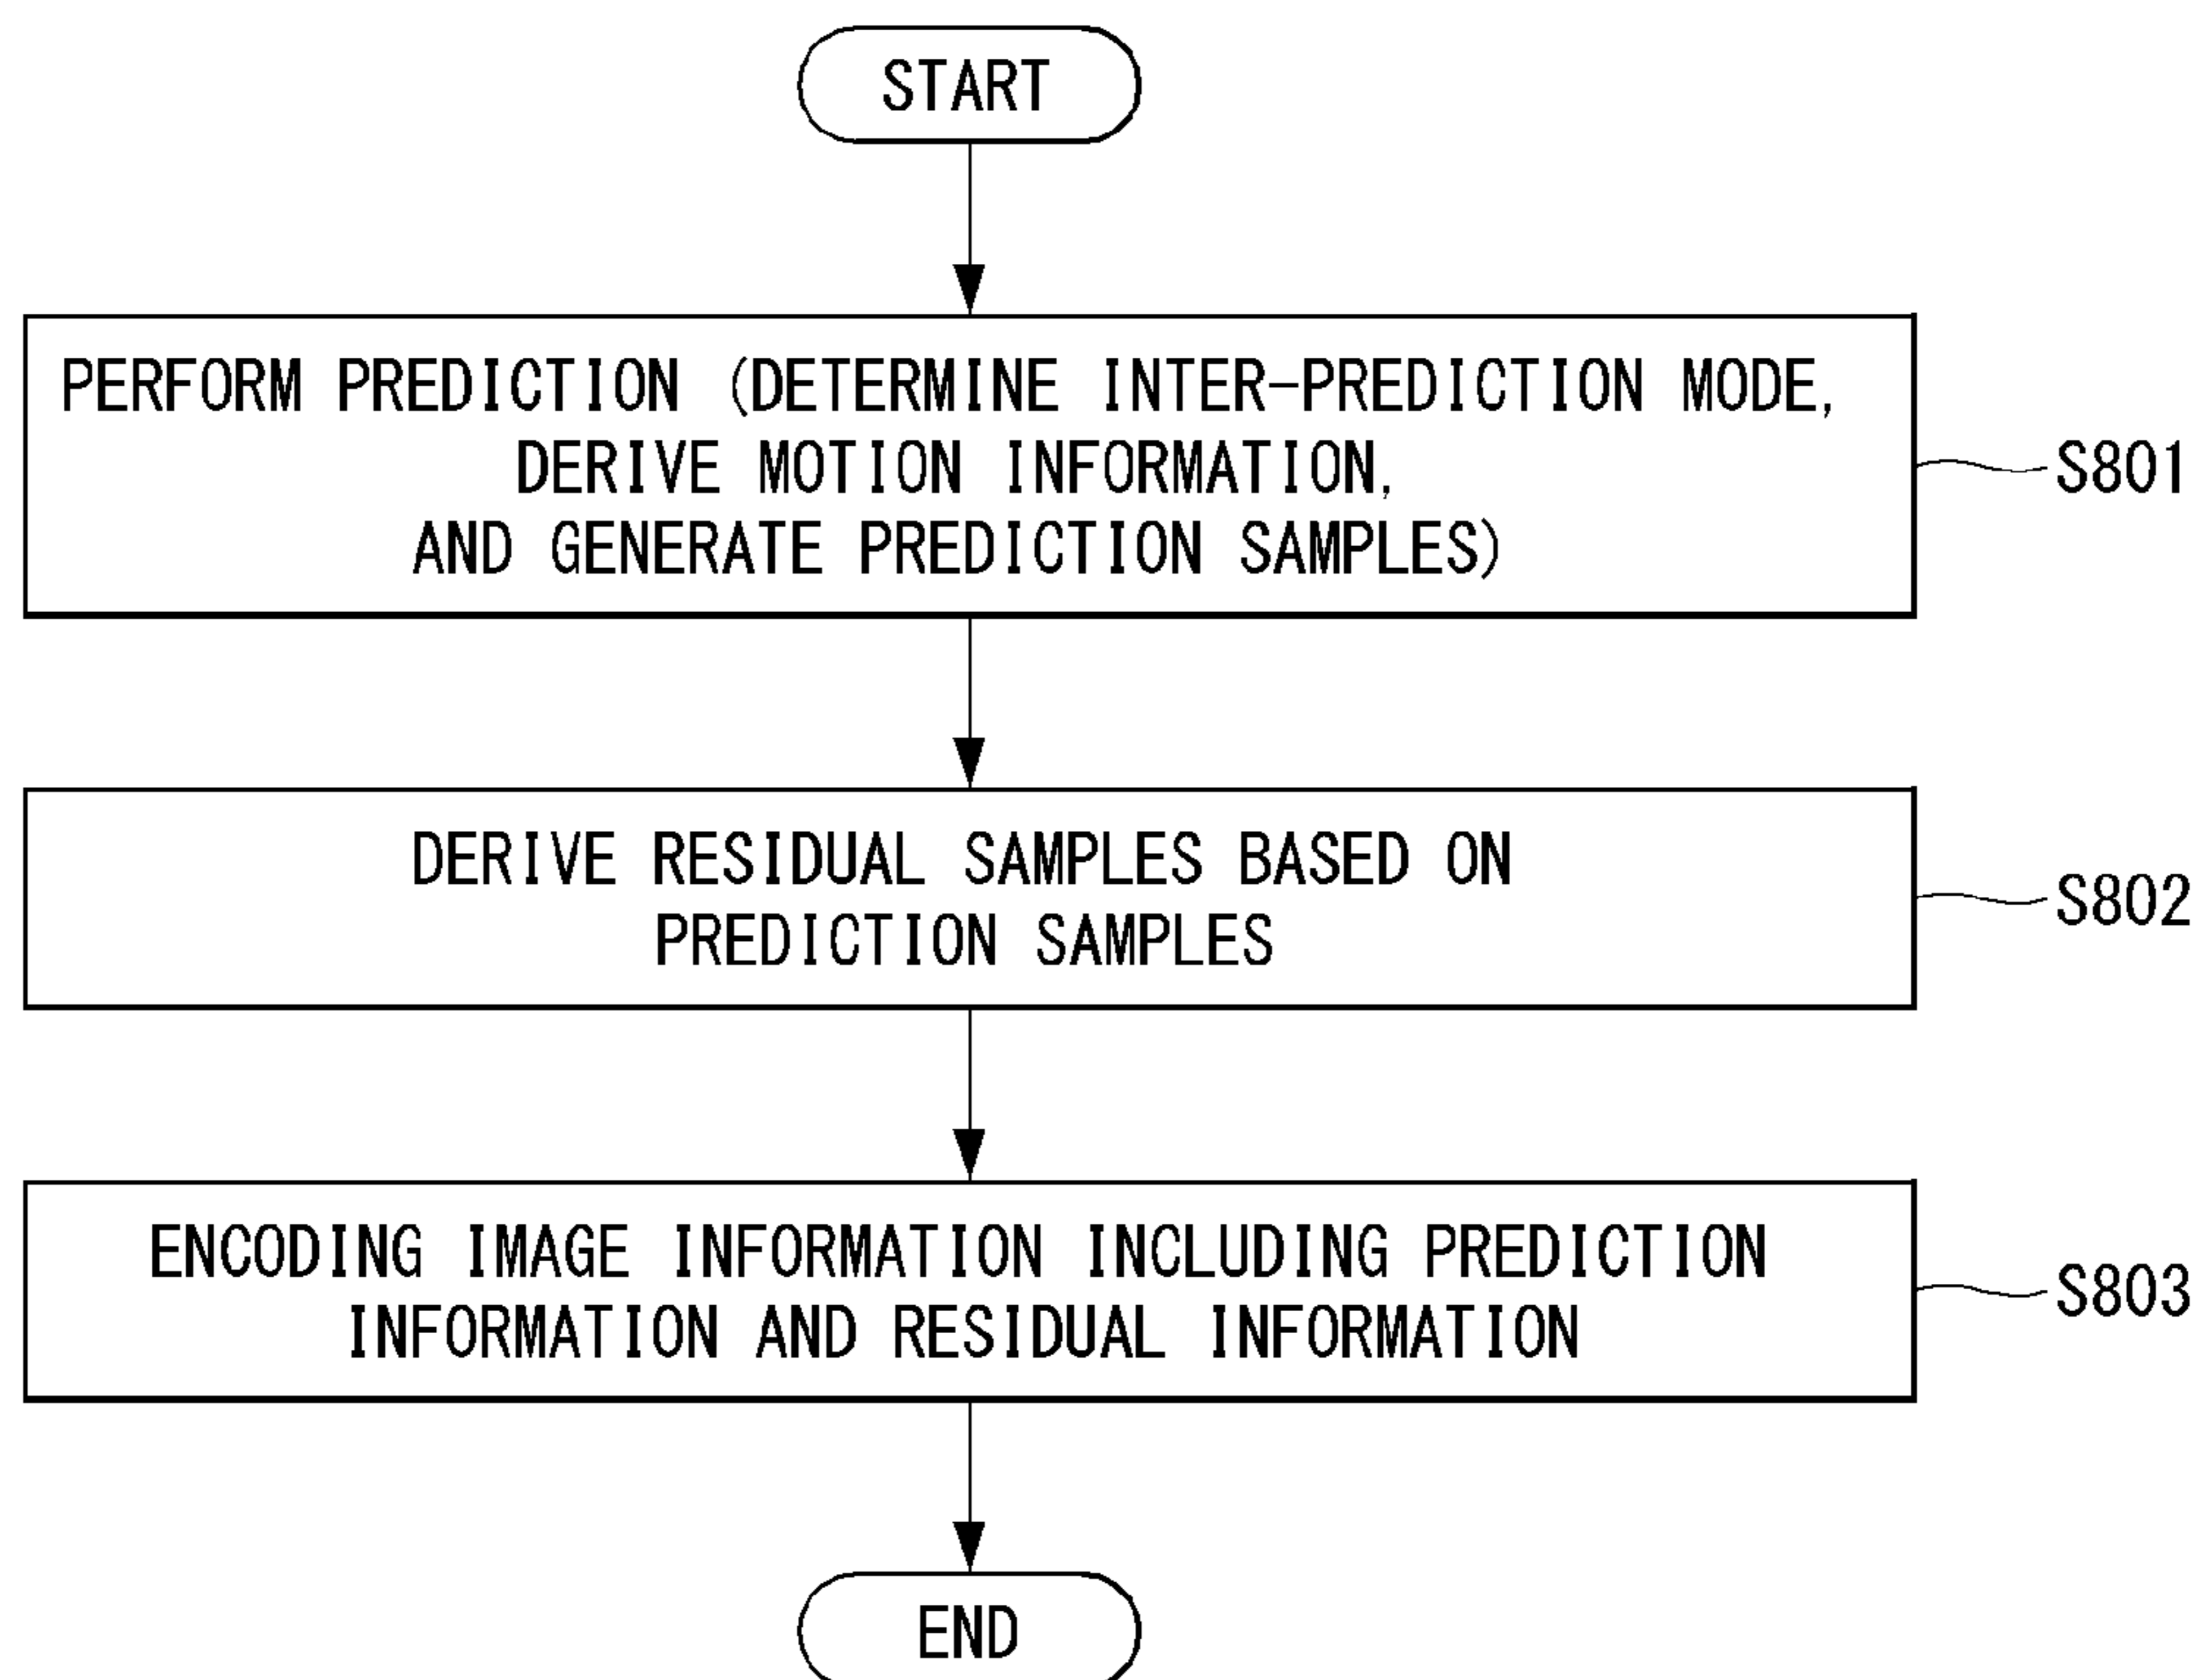 START
PERFORM PREDICTION (DETERMINE INTER-PREDICTION MODE,
DERIVE MOTION INFORMATION,
AND GENERATE PREDICTION SAMPLES)
S801
DERIVE RESIDUAL SAMPLES BASED ON
PREDICTION SAMPLES
S802
ENCODING IMAGE INFORMATION INCLUDING PREDICTION
INFORMATION AND RESIDUAL INFORMATION
S803
END